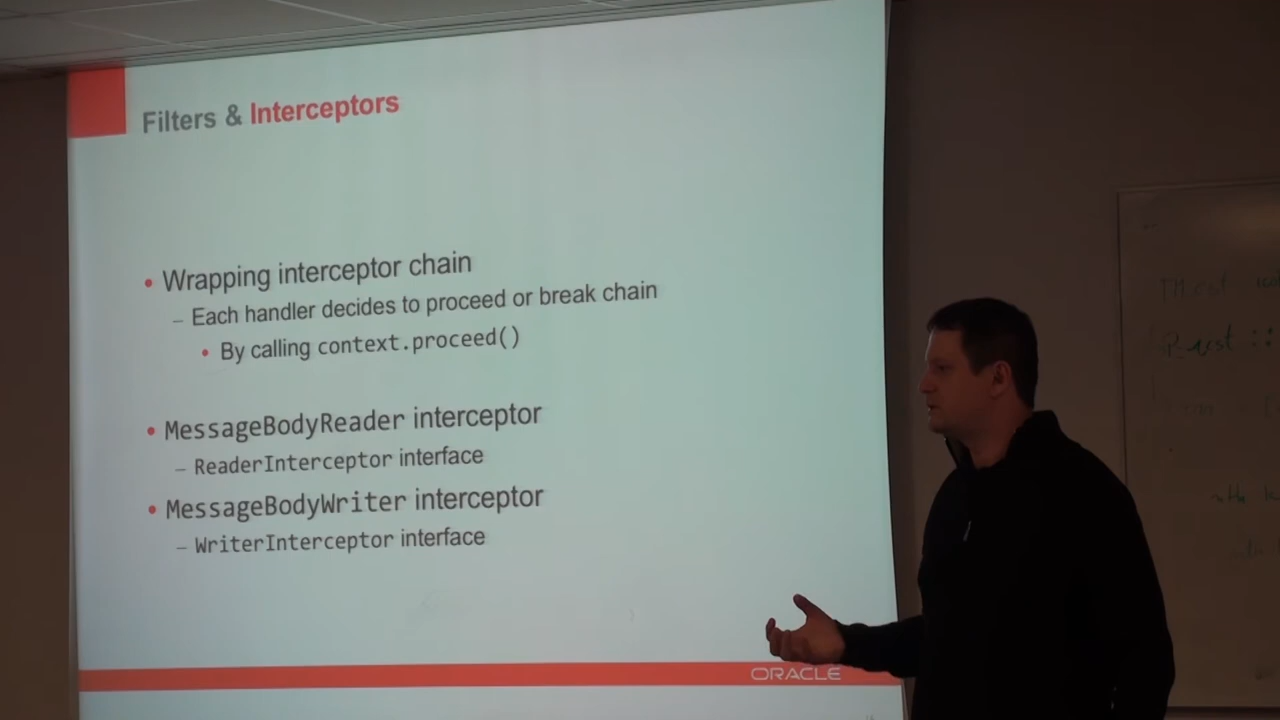 Filters & Interceptors
• Wrapping interceptor chain
– Each handler decides to proceed or break chain
• By calling context.proceed()
• MessageBodyReader interceptor
– ReaderInterceptor interface
• MessageBodyWriter interceptor
– WriterInterceptor interface
ORACLE